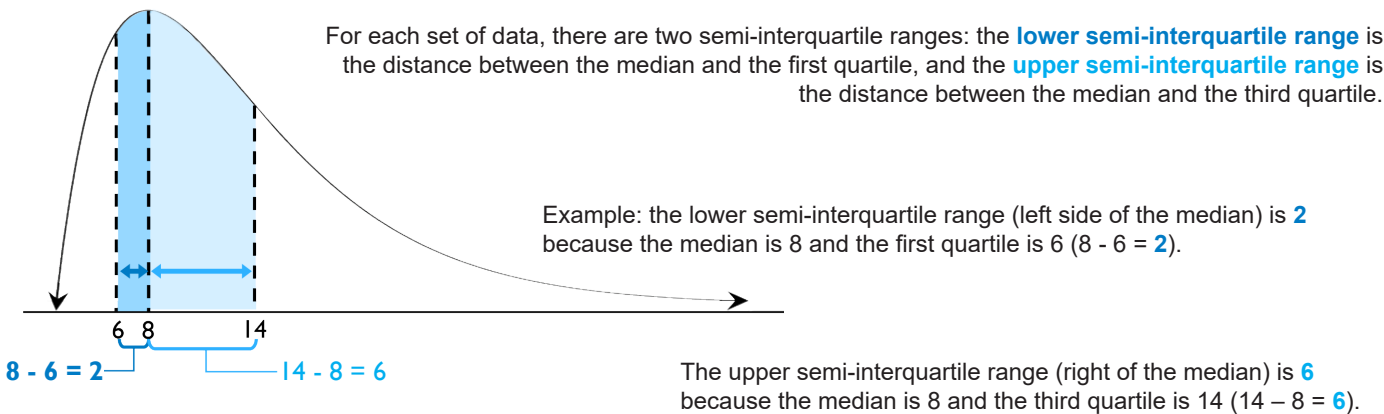 For each set of data, there are two semi-interquartile ranges: the lower semi-interquartile range is
the distance between the median and the first quartile, and the upper semi-interquartile range is
the distance between the median and the third quartile.
Example: the lower semi-interquartile range (left side of the median) is 2
because the median is 8 and the first quartile is 6 (8 - 6 = 2).
6 8 14
8 - 6 = 2
14 - 8 = 6
The upper semi-interquartile range (right of the median) is 6
because the median is 8 and the third quartile is 14 (14 – 8 = 6).